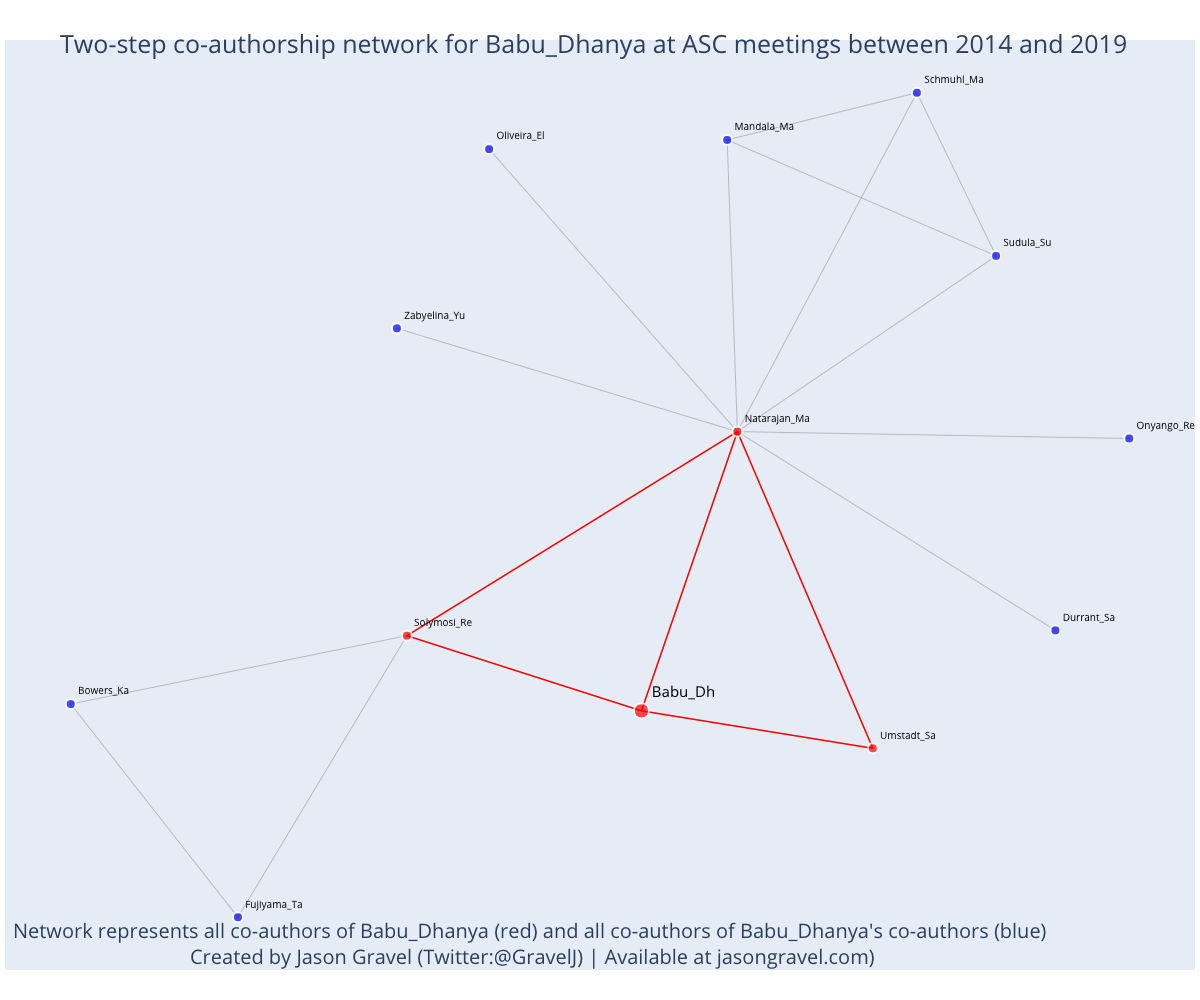 Two-step co-authorship network for Babu_Dhanya at ASC meetings between 2014 and 2019
Schmuhl_Ma
Mandala_Ma
Oliveira_El
Sudula_Su
Zabyelina_Yu
Natarajan_Ma
Onyango_Re
Durrant_Sa
Solymosi_Re
Bowers_Ka
Babu_Dh
Umstadt_Sa
Fujiyama_Ta
Network represents all co-authors of Babu_Dhanya (red) and all co-authors of Babu_Dhanya's co-authors (blue)
Created by Jason Gravel (Twitter:@GravelJ) | Available at jasongravel.com)